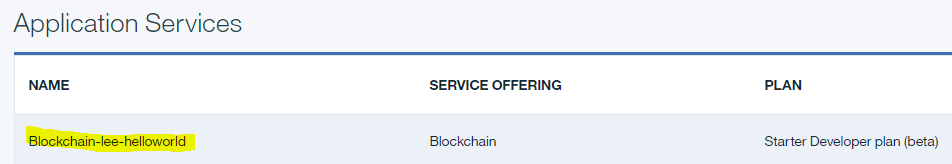 Application Services
NAME SERVICE OFFERING PLAN
Blockchain-lee-helloworld Blockchain Starter Developer plan (beta)